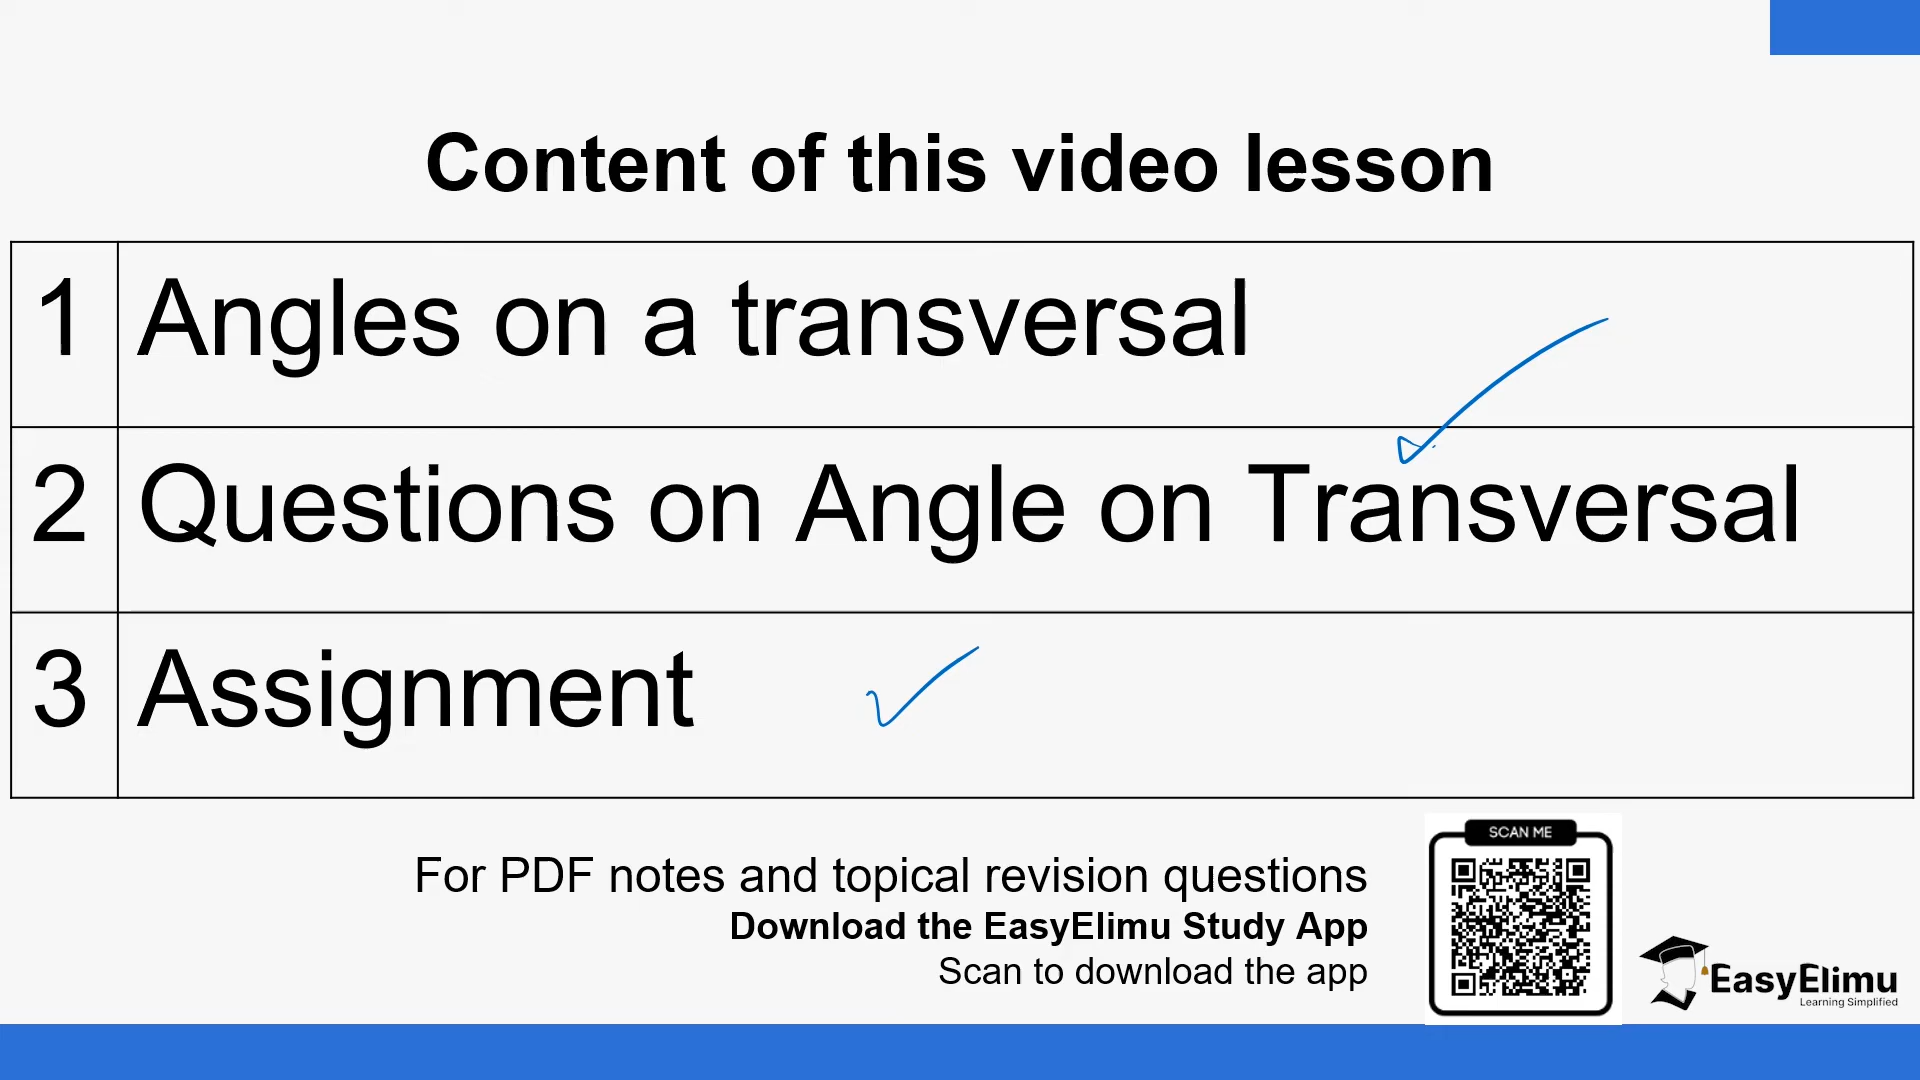 Content of this video lesson
1 Angles on a transversal
2 Questions on Angle on Transversal
3 Assignment
For PDF notes and topical revision questions
Download the EasyElimu Study App
Scan to download the app
SCAN ME
EasyElimu
Learning Simplified